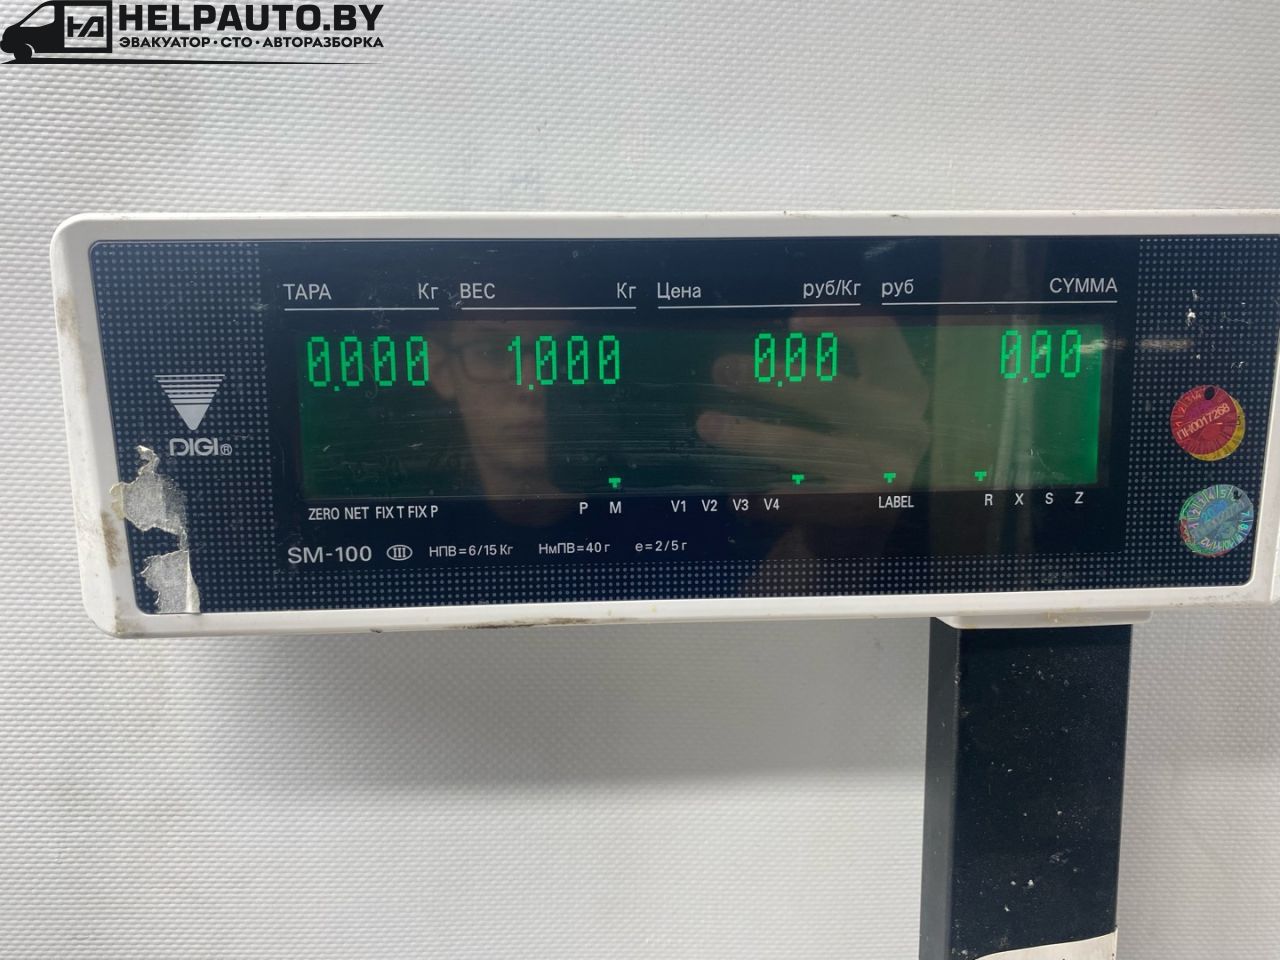 HELPAUTO.BY
ЭВАКУАТОР·СТО·АВТОРАЗБОРКА
ТАРА Кг ВЕС Кг Цена руб/Кг руб СУММА
0.000 1.000 0.00 0.00
DIGI®
ПН0017268
ZERO NET FIX T FIX P P M V1 V2 V3 V4 LABEL R X S Z
SM-100 III НПВ=6/15 Кг НмПВ=40 г е=2/5 г